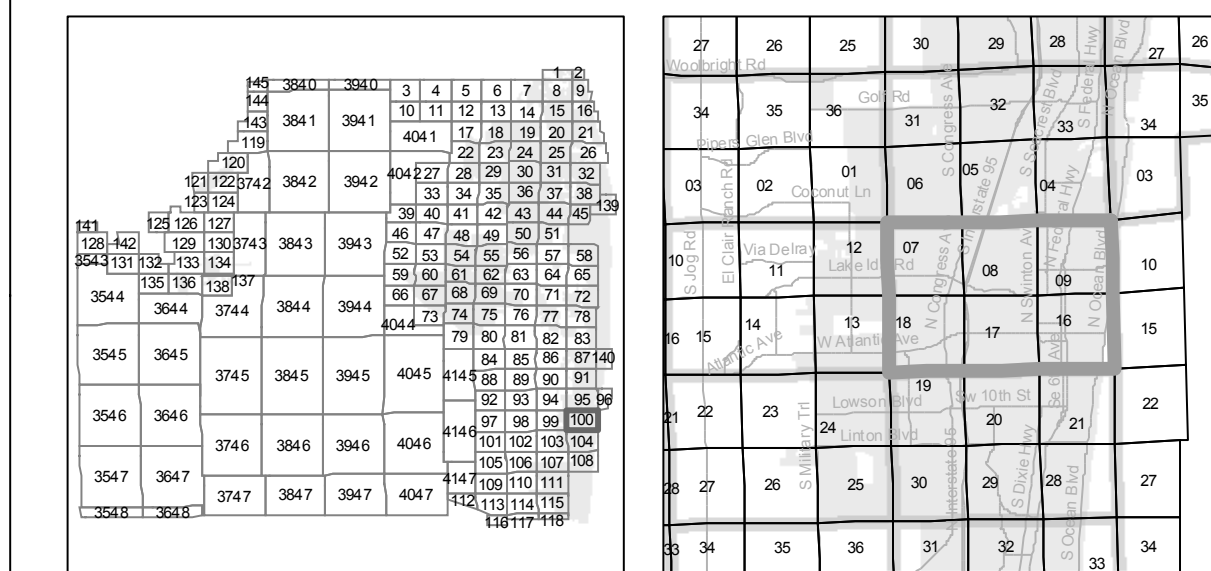 1 2
145 3840 3940 3 4 5 6 7 8 9
144 10 11 12 13 14 15 16
143 3841 3941 4041 17 18 19 20 21
119 22 23 24 25 26
120 4042 27 28 29 30 31 32
121 122 3742 3842 3942 33 34 35 36 37 38
123 124 139
125 126 127 39 40 41 42 43 44 45
141 46 47 48 49 50 51
128 142 129 130 3743 3843 3943 52 53 54 55 56 57 58
3543 131 132 133 134 59 60 61 62 63 64 65
135 136 138 137 66 67 68 69 70 71 72
3544 3644 3744 3844 3944 4044 73 74 75 76 77 78
79 80 81 82 83
3545 3645 84 85 86 87 140
3745 3845 3945 4045 4145 88 89 90 91
92 93 94 95 96
3546 3646 97 98 99 100
3746 3846 3946 4046 4146 101 102 103 104
105 106 107 108
3547 3647 3747 3847 3947 4047 4147 109 110 111
112 113 114 115
3548 3648 116 117 118
27 26 25 30 29 28 27 26
Woolbright Rd
S Congress Ave
S Seacrest Blvd
S Federal Hwy
N Ocean Blvd
34 35 36 Golf Rd 31 32 33 34 35
Pipers Glen Blvd
03 02 01 06 05 04 03
Coconut Ln
S Jog Rd
El Clair Ranch Rd
S Interstate 95
N Federal Hwy
10 11 12 07 08 09 10
Via Delray
Lake Ida Rd
N Congress A
N Swinton Av
N Ocean Blvd
16 15 14 13 18 17 16 15
Atlantic Ave
W Atlantic Ave
Se 6th Ave
21 22 23 24 19 20 21 22
Lowson Blvd
Sw 10th St
Linton Blvd
S Military Trl
N Interstate 95
S Dixie Hwy
S Ocean Blvd
28 27 26 25 30 29 28 27
33 34 35 36 31 32 33 34